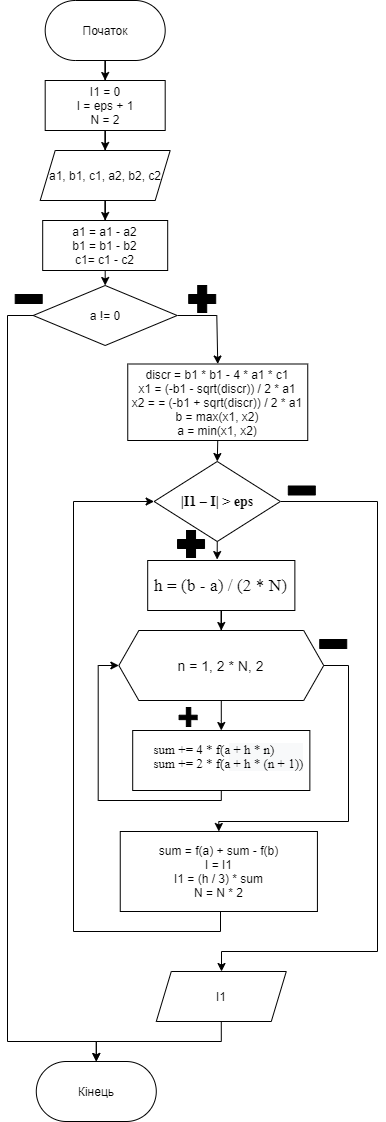 Початок
I1 = 0
I = eps + 1
N = 2
a1, b1, c1, a2, b2, c2
a1 = a1 - a2
b1 = b1 - b2
c1= c1 - c2
a != 0
discr = b1 * b1 - 4 * a1 * c1
x1 = (-b1 - sqrt(discr)) / 2 * a1
x2 = = (-b1 + sqrt(discr)) / 2 * a1
b = max(x1, x2)
a = min(x1, x2)
|I1 – I| > eps
h = (b - a) / (2 * N)
n = 1, 2 * N, 2
sum += 4 * f(a + h * n)
sum += 2 * f(a + h * (n + 1))
sum = f(a) + sum - f(b)
I = I1
I1 = (h / 3) * sum
N = N * 2
I1
Кінець